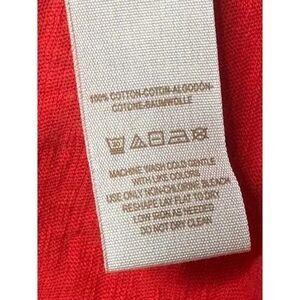 100% COTTON-COTON-ALGODÓN-
COTONE-BAUMWOLLE
30
MACHINE WASH COLD GENTLE
WITH LIKE COLORS
USE ONLY NON-CHLORINE BLEACH
RESHAPE LAY FLAT TO DRY
LOW IRON AS NEEDED
DO NOT DRY CLEAN